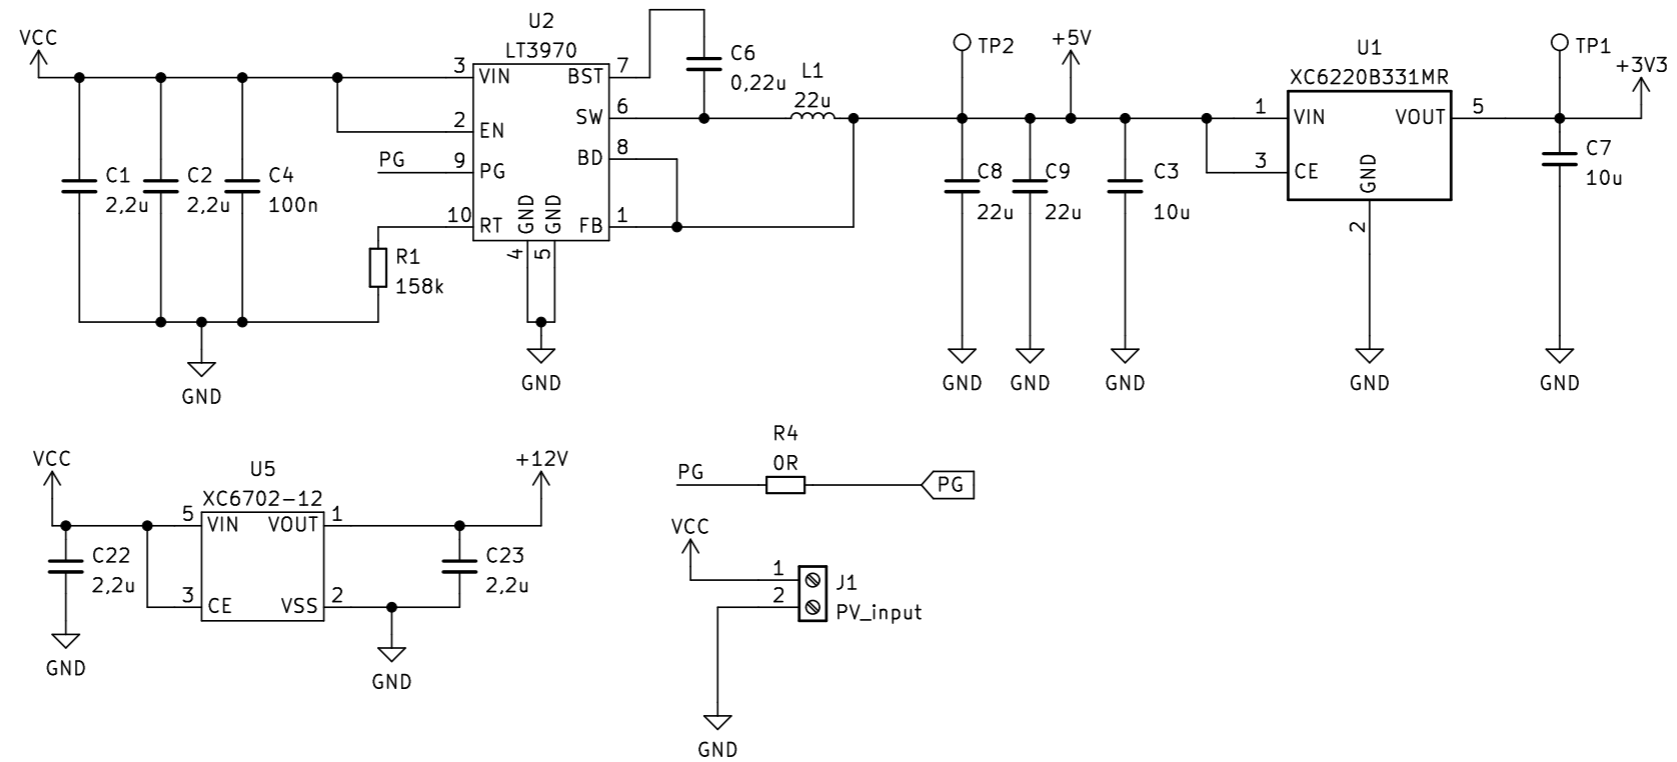 VCC
U2
LT3970
3 VIN
BST 7
2 EN
SW 6
BD 8
PG
9 PG
10 RT
GND
GND
FB 1
4
5
C1
2,2u
C2
2,2u
C4
100n
R1
158k
GND
GND
C6
0,22u
L1
22u
TP2
+5V
C8
22u
C9
22u
C3
10u
GND
GND
GND
U1
XC6220B331MR
1 VIN
VOUT 5
3 CE
GND
2
GND
TP1
+3V3
C7
10u
GND
VCC
U5
XC6702-12
+12V
5 VIN
VOUT 1
3 CE
VSS 2
C22
2,2u
GND
C23
2,2u
GND
R4
0R
PG
PG
VCC
1
2
J1
PV_input
GND